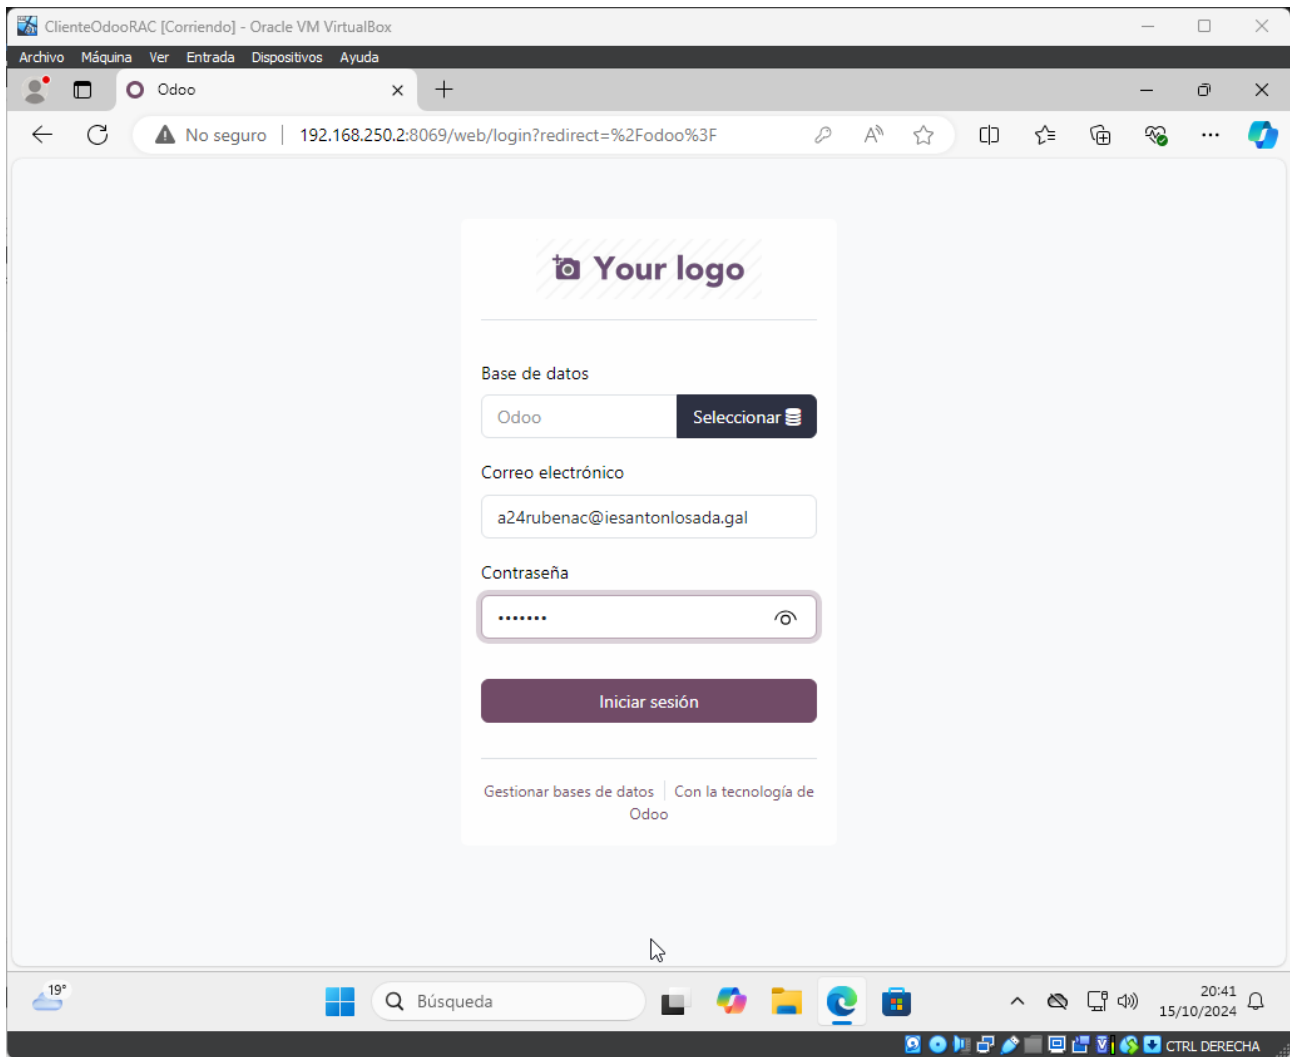 ClienteOdooRAC [Corriendo] - Oracle VM VirtualBox
Archivo Máquina Ver Entrada Dispositivos Ayuda
Odoo
No seguro 192.168.250.2:8069/web/login?redirect=%2Fodoo%3F
Your logo
Base de datos
Odoo Seleccionar
Correo electrónico
a24rubenac@iesantonlosada.gal
Contraseña
•••••••
Iniciar sesión
Gestionar bases de datos Con la tecnología de
Odoo
19°
Búsqueda
20:41
15/10/2024
CTRL DERECHA